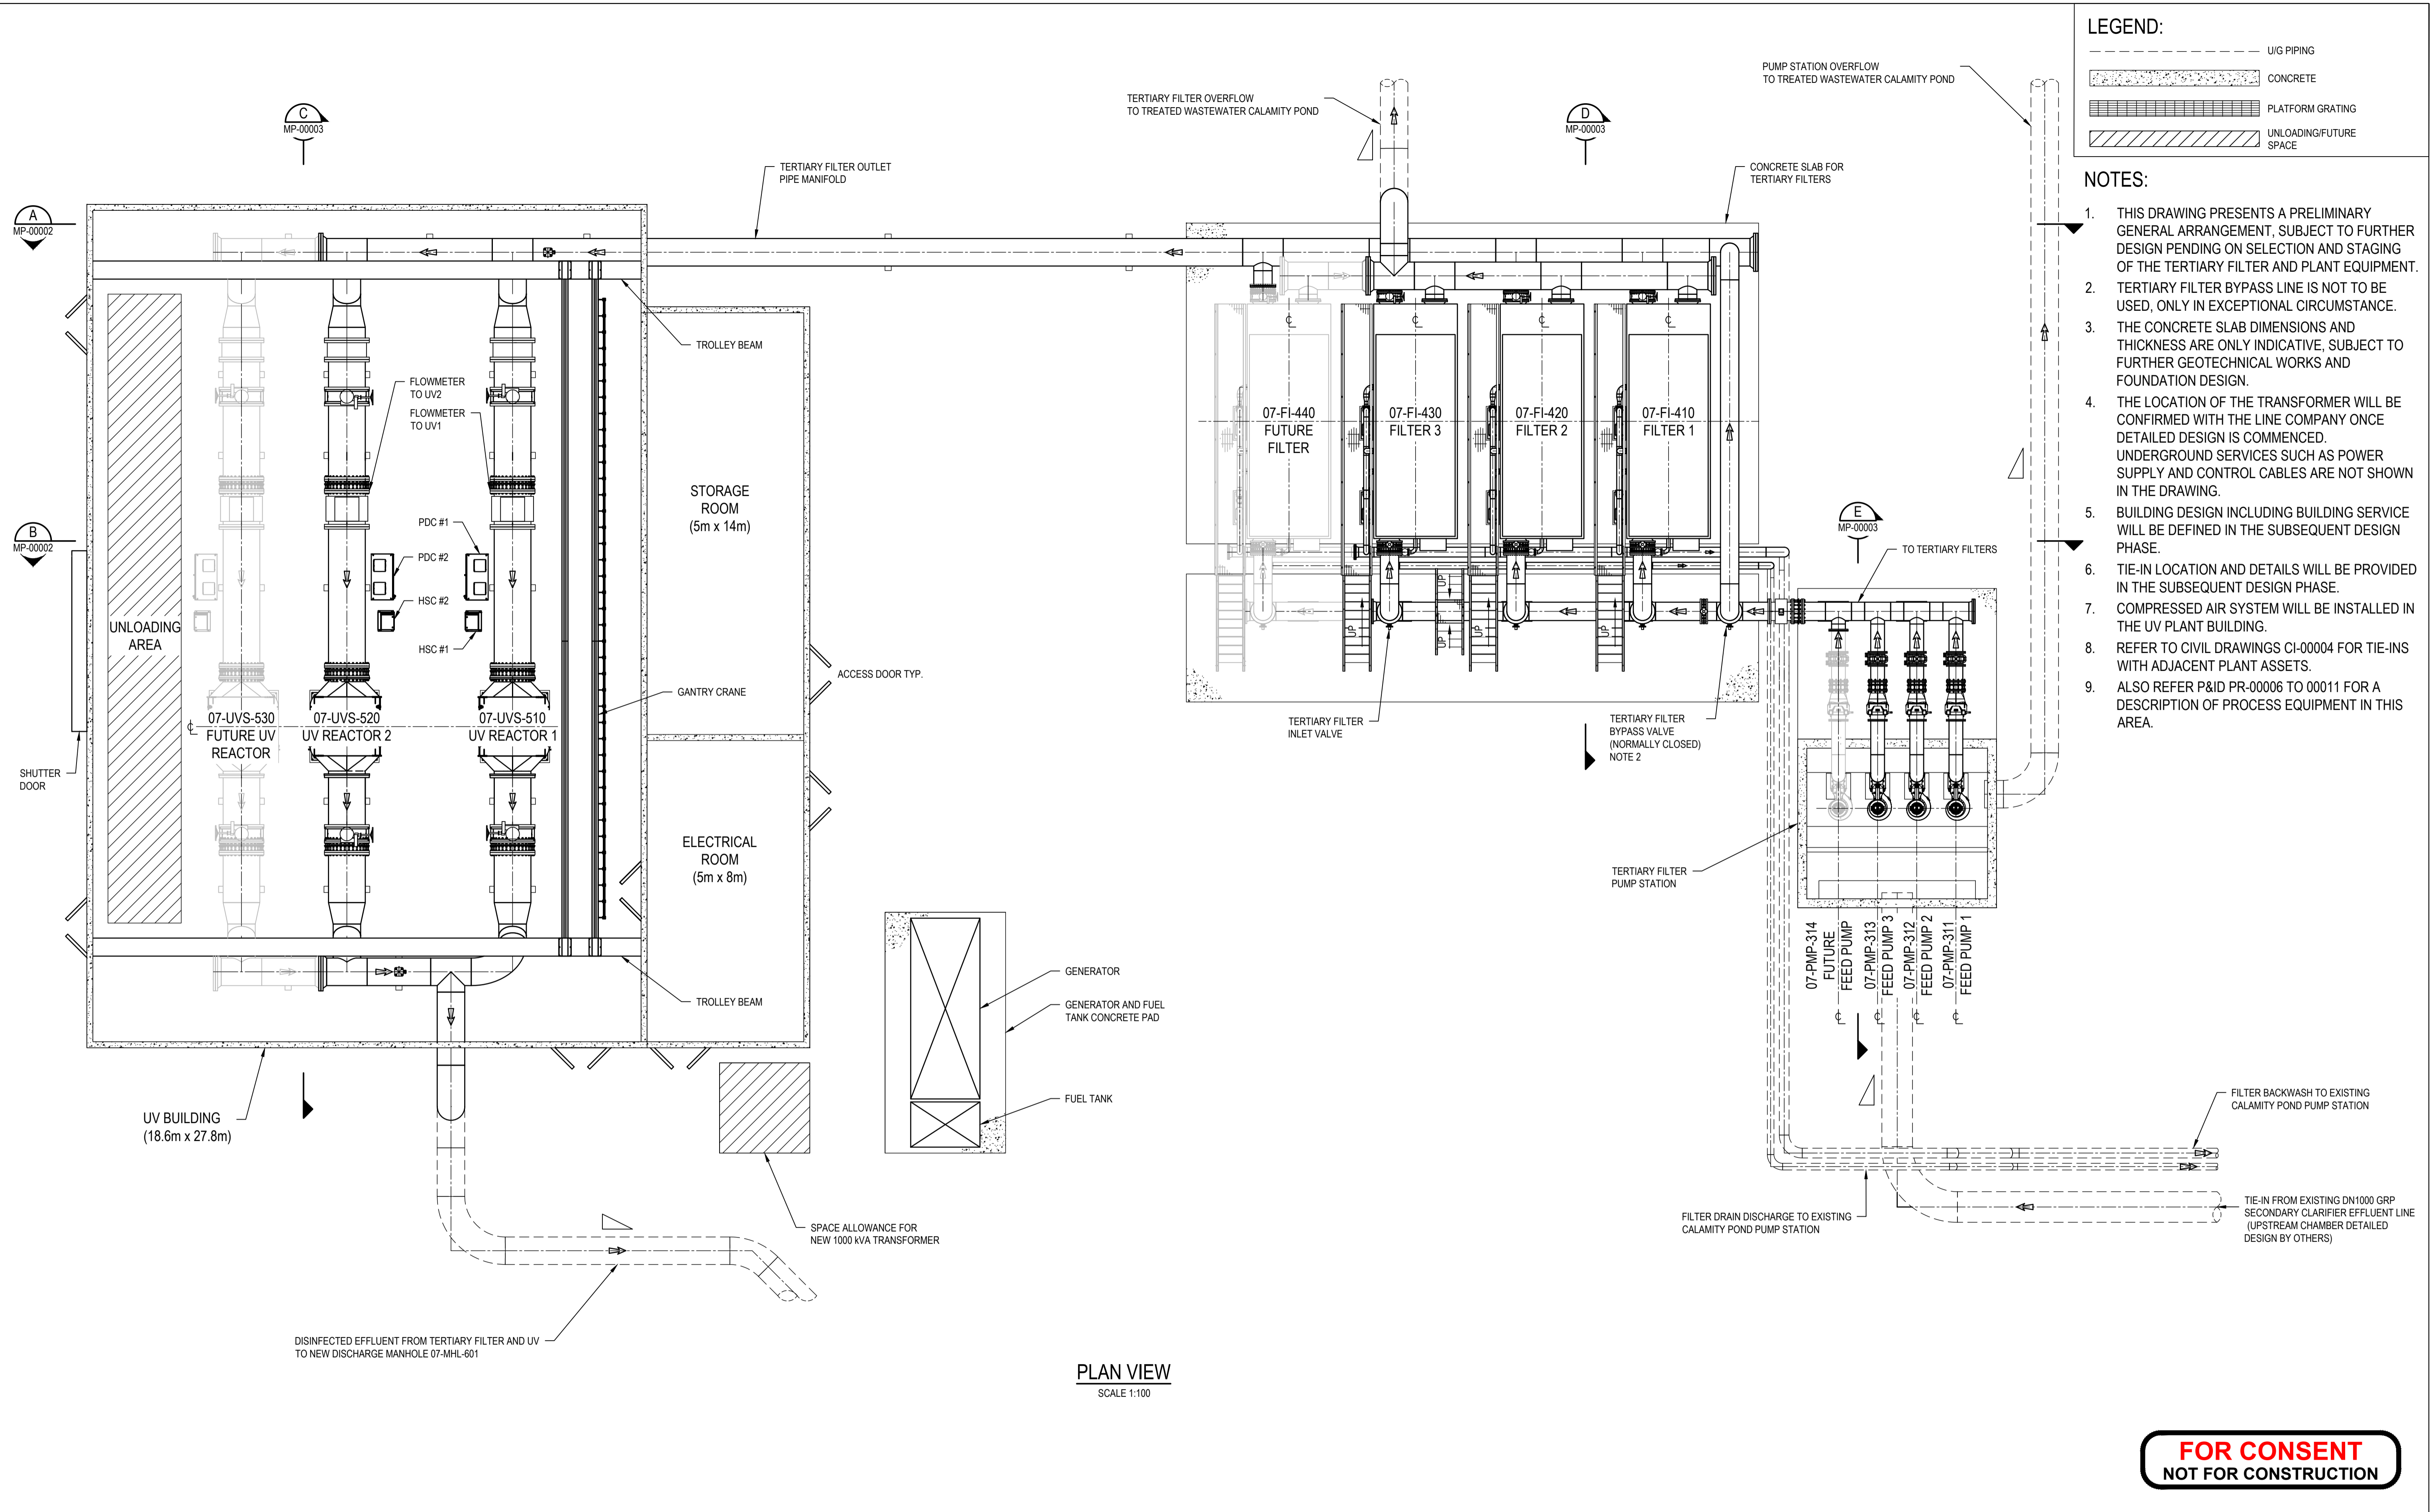 LEGEND:
U/G PIPING
CONCRETE
PLATFORM GRATING
UNLOADING/FUTURE
SPACE
NOTES:
1. THIS DRAWING PRESENTS A PRELIMINARY
GENERAL ARRANGEMENT, SUBJECT TO FURTHER
DESIGN PENDING ON SELECTION AND STAGING
OF THE TERTIARY FILTER AND PLANT EQUIPMENT.
2. TERTIARY FILTER BYPASS LINE IS NOT TO BE
USED, ONLY IN EXCEPTIONAL CIRCUMSTANCE.
3. THE CONCRETE SLAB DIMENSIONS AND
THICKNESS ARE ONLY INDICATIVE, SUBJECT TO
FURTHER GEOTECHNICAL WORKS AND
FOUNDATION DESIGN.
4. THE LOCATION OF THE TRANSFORMER WILL BE
CONFIRMED WITH THE LINE COMPANY ONCE
DETAILED DESIGN IS COMMENCED.
UNDERGROUND SERVICES SUCH AS POWER
SUPPLY AND CONTROL CABLES ARE NOT SHOWN
IN THE DRAWING.
5. BUILDING DESIGN INCLUDING BUILDING SERVICE
WILL BE DEFINED IN THE SUBSEQUENT DESIGN
PHASE.
6. TIE-IN LOCATION AND DETAILS WILL BE PROVIDED
IN THE SUBSEQUENT DESIGN PHASE.
7. COMPRESSED AIR SYSTEM WILL BE INSTALLED IN
THE UV PLANT BUILDING.
8. REFER TO CIVIL DRAWINGS CI-00004 FOR TIE-INS
WITH ADJACENT PLANT ASSETS.
9. ALSO REFER P&ID PR-00006 TO 00011 FOR A
DESCRIPTION OF PROCESS EQUIPMENT IN THIS
AREA.
PUMP STATION OVERFLOW
TO TREATED WASTEWATER CALAMITY POND
TERTIARY FILTER OVERFLOW
TO TREATED WASTEWATER CALAMITY POND
C
MP-00003
D
MP-00003
TERTIARY FILTER OUTLET
PIPE MANIFOLD
CONCRETE SLAB FOR
TERTIARY FILTERS
A
MP-00002
TROLLEY BEAM
FLOWMETER
TO UV2
FLOWMETER
TO UV1
07-FI-440
FUTURE
FILTER
07-FI-430
FILTER 3
07-FI-420
FILTER 2
07-FI-410
FILTER 1
STORAGE
ROOM
(5m x 14m)
B
MP-00002
PDC #1
PDC #2
HSC #2
HSC #1
E
MP-00003
TO TERTIARY FILTERS
UP
UP
UP
UP
UP
UNLOADING
AREA
ACCESS DOOR TYP.
GANTRY CRANE
07-UVS-530
FUTURE UV
REACTOR
07-UVS-520
UV REACTOR 2
07-UVS-510
UV REACTOR 1
TERTIARY FILTER
INLET VALVE
TERTIARY FILTER
BYPASS VALVE
(NORMALLY CLOSED)
NOTE 2
SHUTTER
DOOR
ELECTRICAL
ROOM
(5m x 8m)
TERTIARY FILTER
PUMP STATION
07-PMP-314
FUTURE
FEED PUMP
07-PMP-313
FEED PUMP 3
07-PMP-312
FEED PUMP 2
07-PMP-311
FEED PUMP 1
GENERATOR
TROLLEY BEAM
GENERATOR AND FUEL
TANK CONCRETE PAD
FUEL TANK
UV BUILDING
(18.6m x 27.8m)
FILTER BACKWASH TO EXISTING
CALAMITY POND PUMP STATION
SPACE ALLOWANCE FOR
NEW 1000 kVA TRANSFORMER
FILTER DRAIN DISCHARGE TO EXISTING
CALAMITY POND PUMP STATION
TIE-IN FROM EXISTING DN1000 GRP
SECONDARY CLARIFIER EFFLUENT LINE
(UPSTREAM CHAMBER DETAILED
DESIGN BY OTHERS)
DISINFECTED EFFLUENT FROM TERTIARY FILTER AND UV
TO NEW DISCHARGE MANHOLE 07-MHL-601
PLAN VIEW
SCALE 1:100
FOR CONSENT
NOT FOR CONSTRUCTION